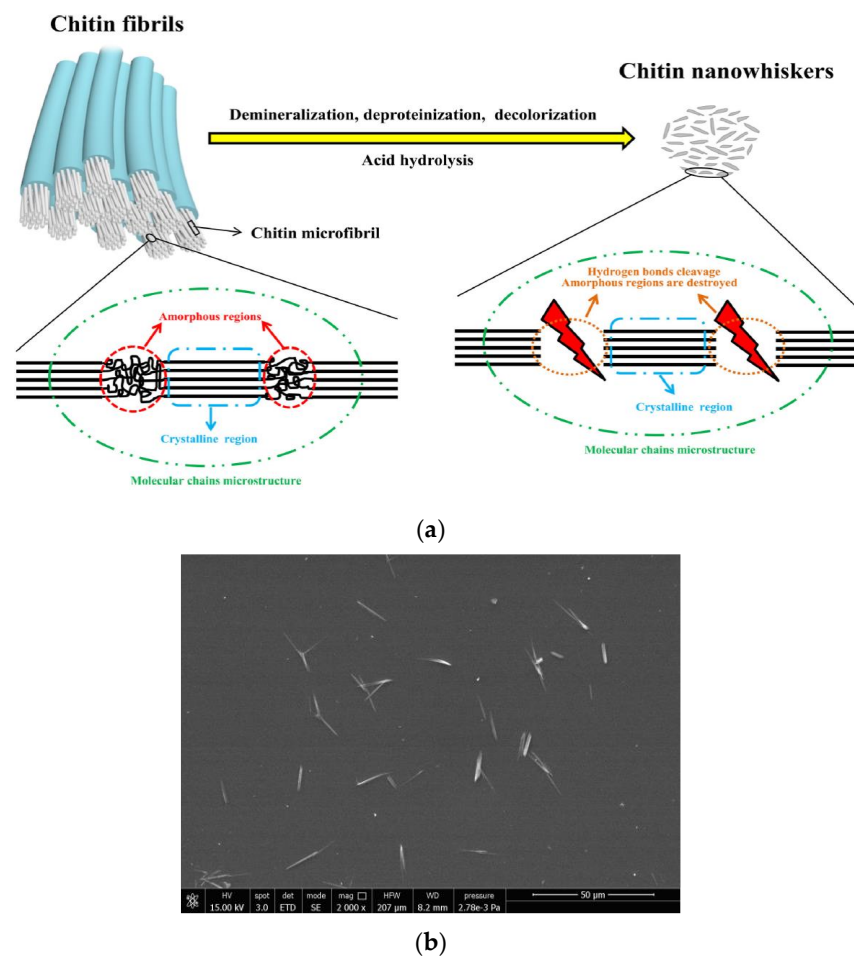 Chitin fibrils
Chitin nanowhiskers
Demineralization, deproteinization, decolorization
Acid hydrolysis
Chitin microfibril
Hydrogen bonds cleavage
Amorphous regions are destroyed
Amorphous regions
Crystalline region
Crystalline region
Molecular chains microstructure
Molecular chains microstructure
(a)
HV spot det mode mag HFW WD pressure 50 μm
15.00 kV 3.0 ETD SE 2 000 x 207 μm 8.2 mm 2.78e-3 Pa
(b)